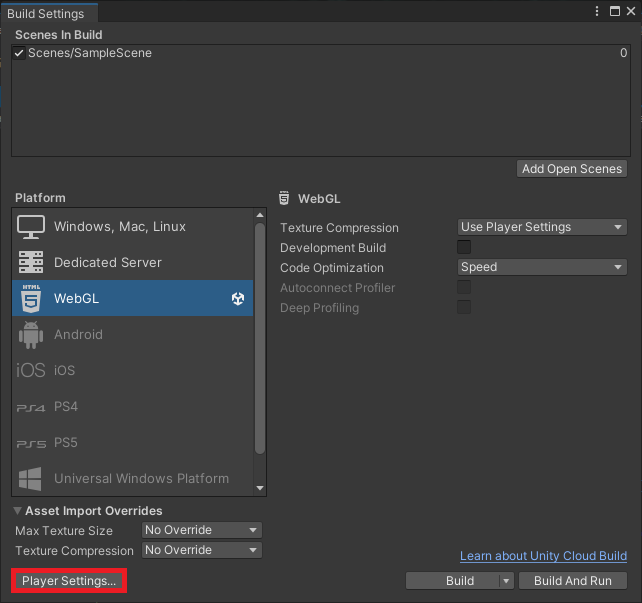 Build Settings
Scenes In Build
Scenes/SampleScene 0
Add Open Scenes
Platform
Windows, Mac, Linux
Dedicated Server
HTML 5 WebGL
Android
iOS iOS
PS4 PS4
PS5 PS5
Universal Windows Platform
WebGL
Texture Compression Use Player Settings
Development Build
Code Optimization Speed
Autoconnect Profiler
Deep Profiling
Asset Import Overrides
Max Texture Size No Override
Texture Compression No Override
Learn about Unity Cloud Build
Player Settings... Build Build And Run